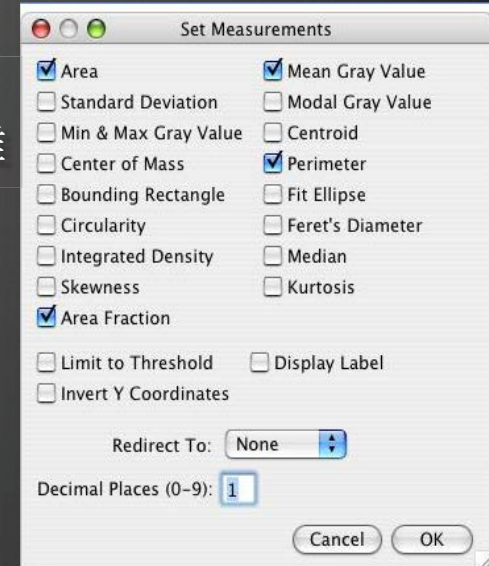 Set Measurements
Area Mean Gray Value
Standard Deviation Modal Gray Value
Min & Max Gray Value Centroid
Center of Mass Perimeter
Bounding Rectangle Fit Ellipse
Circularity Feret's Diameter
Integrated Density Median
Skewness Kurtosis
Area Fraction
Limit to Threshold Display Label
Invert Y Coordinates
Redirect To: None
Decimal Places (0-9): 1
Cancel OK